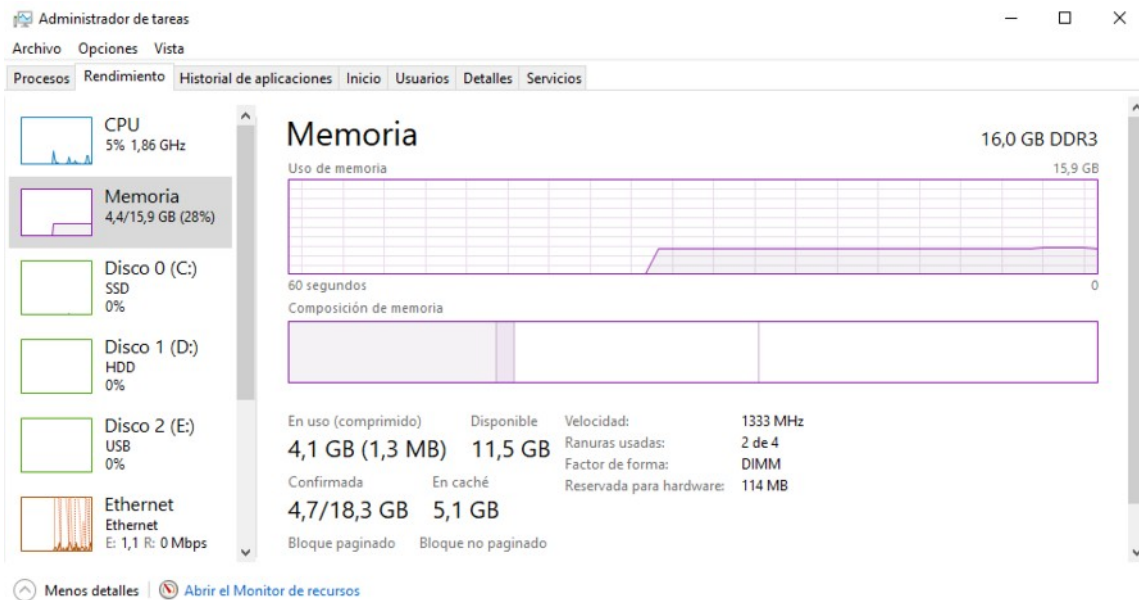 Administrador de tareas
Archivo Opciones Vista
Procesos Rendimiento Historial de aplicaciones Inicio Usuarios Detalles Servicios
CPU
5% 1,86 GHz
Memoria
4,4/15,9 GB (28%)
Disco 0 (C:)
SSD
0%
Disco 1 (D:)
HDD
0%
Disco 2 (E:)
USB
0%
Ethernet
Ethernet
E: 1,1 R: 0 Mbps
Memoria 16,0 GB DDR3
Uso de memoria 15,9 GB
60 segundos 0
Composición de memoria
En uso (comprimido) Disponible
4,1 GB (1,3 MB) 11,5 GB
Confirmada En caché
4,7/18,3 GB 5,1 GB
Bloque paginado Bloque no paginado
Velocidad: 1333 MHz
Ranuras usadas: 2 de 4
Factor de forma: DIMM
Reservada para hardware: 114 MB
Menos detalles Abrir el Monitor de recursos